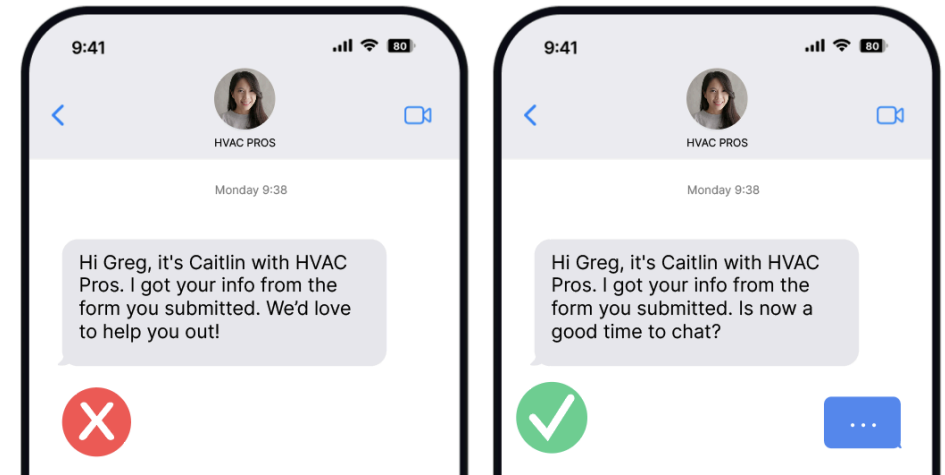 9:41
80
HVAC PROS
Monday 9:38
Hi Greg, it's Caitlin with HVAC
Pros. I got your info from the
form you submitted. We’d love
to help you out!
9:41
80
HVAC PROS
Monday 9:38
Hi Greg, it's Caitlin with HVAC
Pros. I got your info from the
form you submitted. Is now a
good time to chat?
...